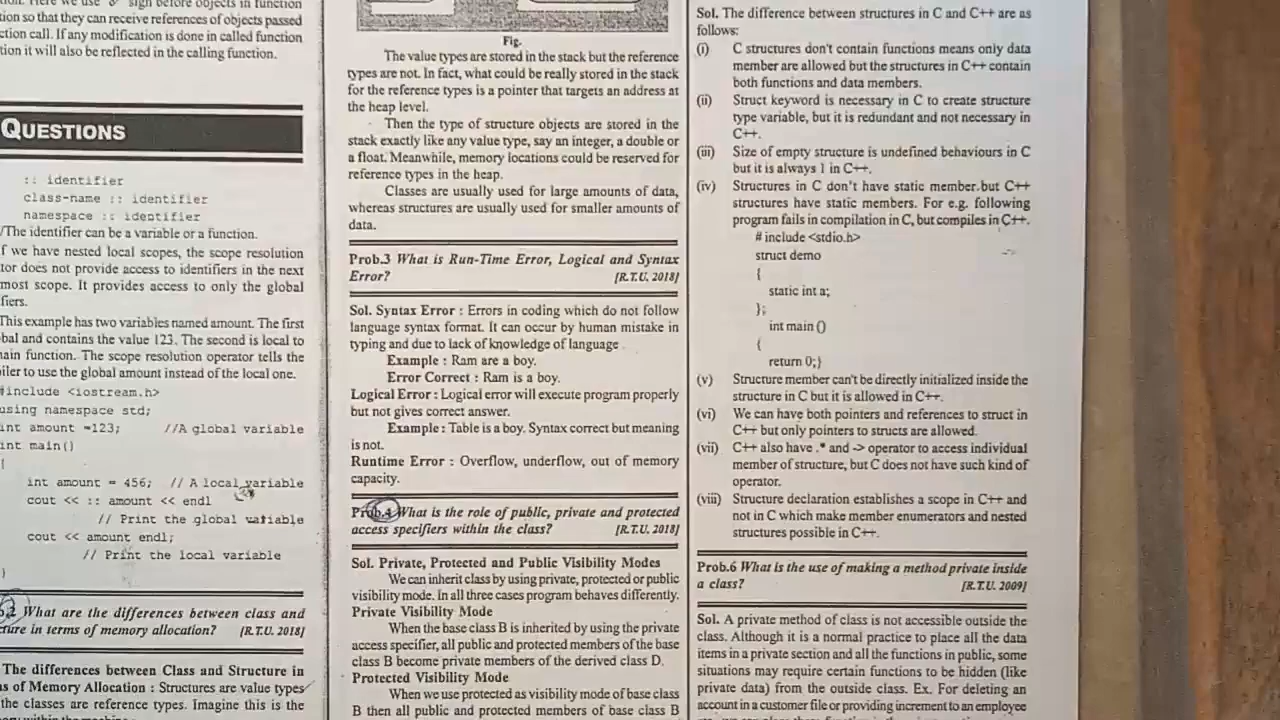 sign before objects in function
tion so that they can receive references of objects passed
ction call. If any modification is done in called function
tion it will also be reflected in the calling function.
QUESTIONS
:: identifier
class-name :: identifier
namespace :: identifier
/The identifier can be a variable or a function.
f we have nested local scopes, the scope resolution
tor does not provide access to identifiers in the next
most scope. It provides access to only the global
fiers.
This example has two variables named amount. The first
bal and contains the value 123. The second is local to
ain function. The scope resolution operator tells the
iler to use the global amount instead of the local one.
#include <iostream.h>
using namespace std;
int amount =123; //A global variable
int main()
{
int amount = 456; // A local variable
cout << :: amount << endl
// Print the global variable
cout << amount endl;
// Print the local variable
}
.2 What are the differences between class and
cture in terms of memory allocation? [R.T.U. 2018]
The differences between Class and Structure in
s of Memory Allocation : Structures are value types
the classes are reference types. Imagine this is the
Fig.
The value types are stored in the stack but the reference
types are not. In fact, what could be really stored in the stack
for the reference types is a pointer that targets an address at
the heap level.
Then the type of structure objects are stored in the
stack exactly like any value type, say an integer, a double or
a float. Meanwhile, memory locations could be reserved for
reference types in the heap.
Classes are usually used for large amounts of data,
whereas structures are usually used for smaller amounts of
data.
Prob.3 What is Run-Time Error, Logical and Syntax
Error? [R.T.U. 2018]
Sol. Syntax Error : Errors in coding which do not follow
language syntax format. It can occur by human mistake in
typing and due to lack of knowledge of language .
Example : Ram are a boy.
Error Correct : Ram is a boy.
Logical Error : Logical error will execute program properly
but not gives correct answer.
Example : Table is a boy. Syntax correct but meaning
is not.
Runtime Error : Overflow, underflow, out of memory
capacity.
Prob.4 What is the role of public, private and protected
access specifiers within the class? [R.T.U. 2018]
Sol. Private, Protected and Public Visibility Modes
We can inherit class by using private, protected or public
visibility mode. In all three cases program behaves differently.
Private Visibility Mode
When the base class B is inherited by using the private
access specifier, all public and protected members of the base
class B become private members of the derived class D.
Protected Visibility Mode
When we use protected as visibility mode of base class
B then all public and protected members of base class B
Sol. The difference between structures in C and C++ are as
follows:
(i) C structures don't contain functions means only data
member are allowed but the structures in C++ contain
both functions and data members.
(ii) Struct keyword is necessary in C to create structure
type variable, but it is redundant and not necessary in
C++.
(iii) Size of empty structure is undefined behaviours in C
but it is always 1 in C++.
(iv) Structures in C don't have static member but C++
structures have static members. For e.g. following
program fails in compilation in C, but compiles in C++.
# include <stdio.h>
struct demo
{
static int a;
};
int main ()
{
return 0;}
(v) Structure member can't be directly initialized inside the
structure in C but it is allowed in C++.
(vi) We can have both pointers and references to struct in
C++ but only pointers to structs are allowed.
(vii) C++ also have .* and -> operator to access individual
member of structure, but C does not have such kind of
operator.
(viii) Structure declaration establishes a scope in C++ and
not in C which make member enumerators and nested
structures possible in C++.
Prob.6 What is the use of making a method private inside
a class? [R.T.U. 2009]
Sol. A private method of class is not accessible outside the
class. Although it is a normal practice to place all the data
items in a private section and all the functions in public, some
situations may require certain functions to be hidden (like
private data) from the outside class. Ex. For deleting an
account in a customer file or providing increment to an employee